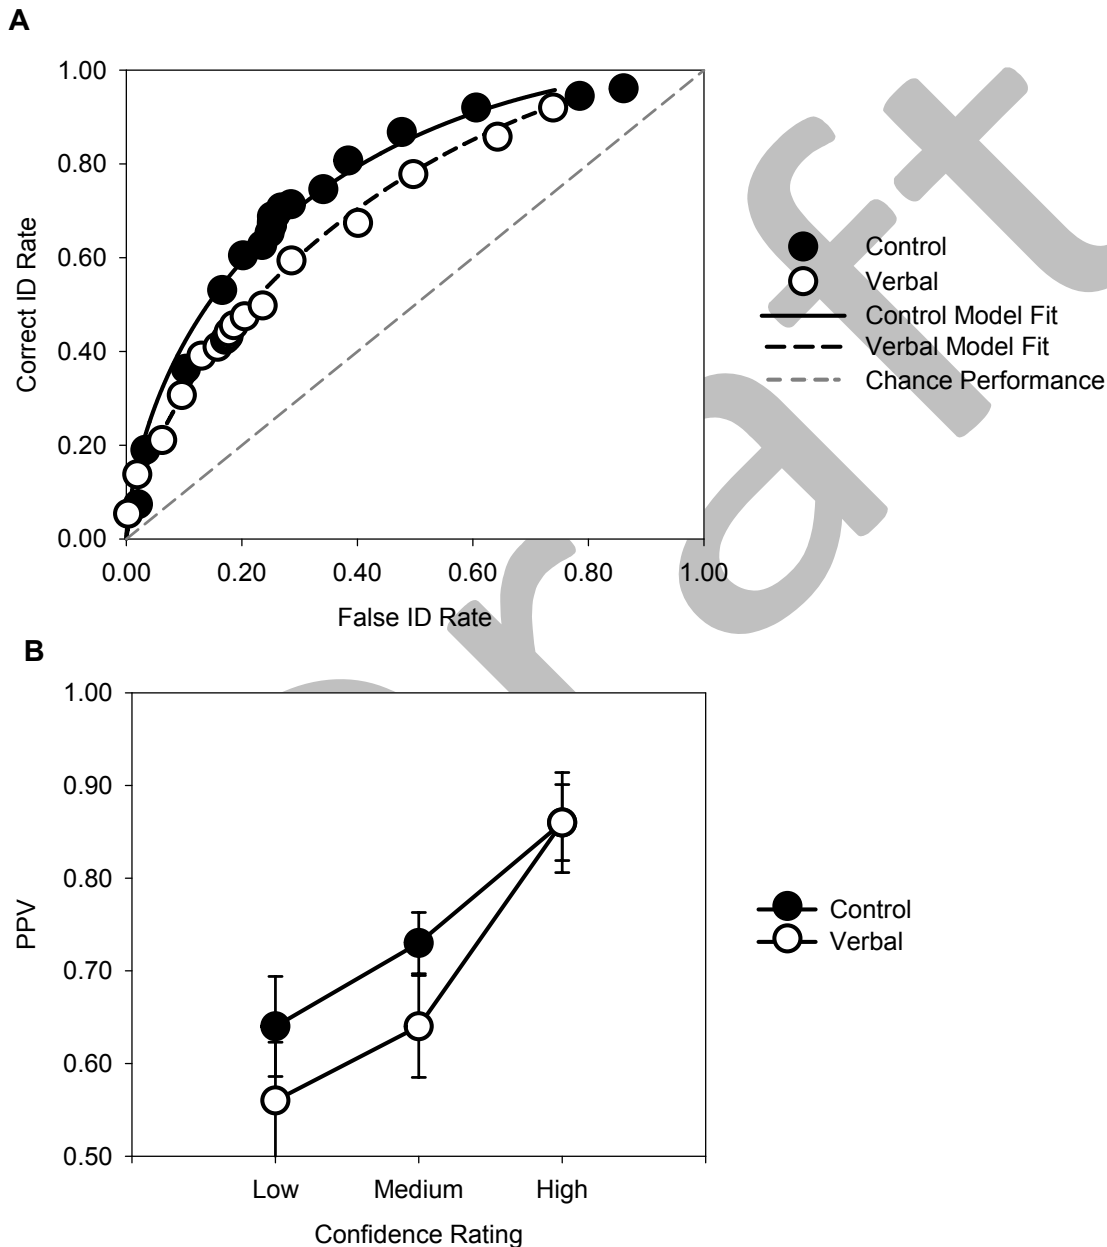 A
1.00
0.80
0.60
0.40
0.20
0.00
Correct ID Rate
0.00 0.20 0.40 0.60 0.80 1.00
False ID Rate
Control
Verbal
Control Model Fit
Verbal Model Fit
Chance Performance
B
1.00
0.90
0.80
0.70
0.60
0.50
PPV
Low Medium High
Confidence Rating
Control
Verbal
raft